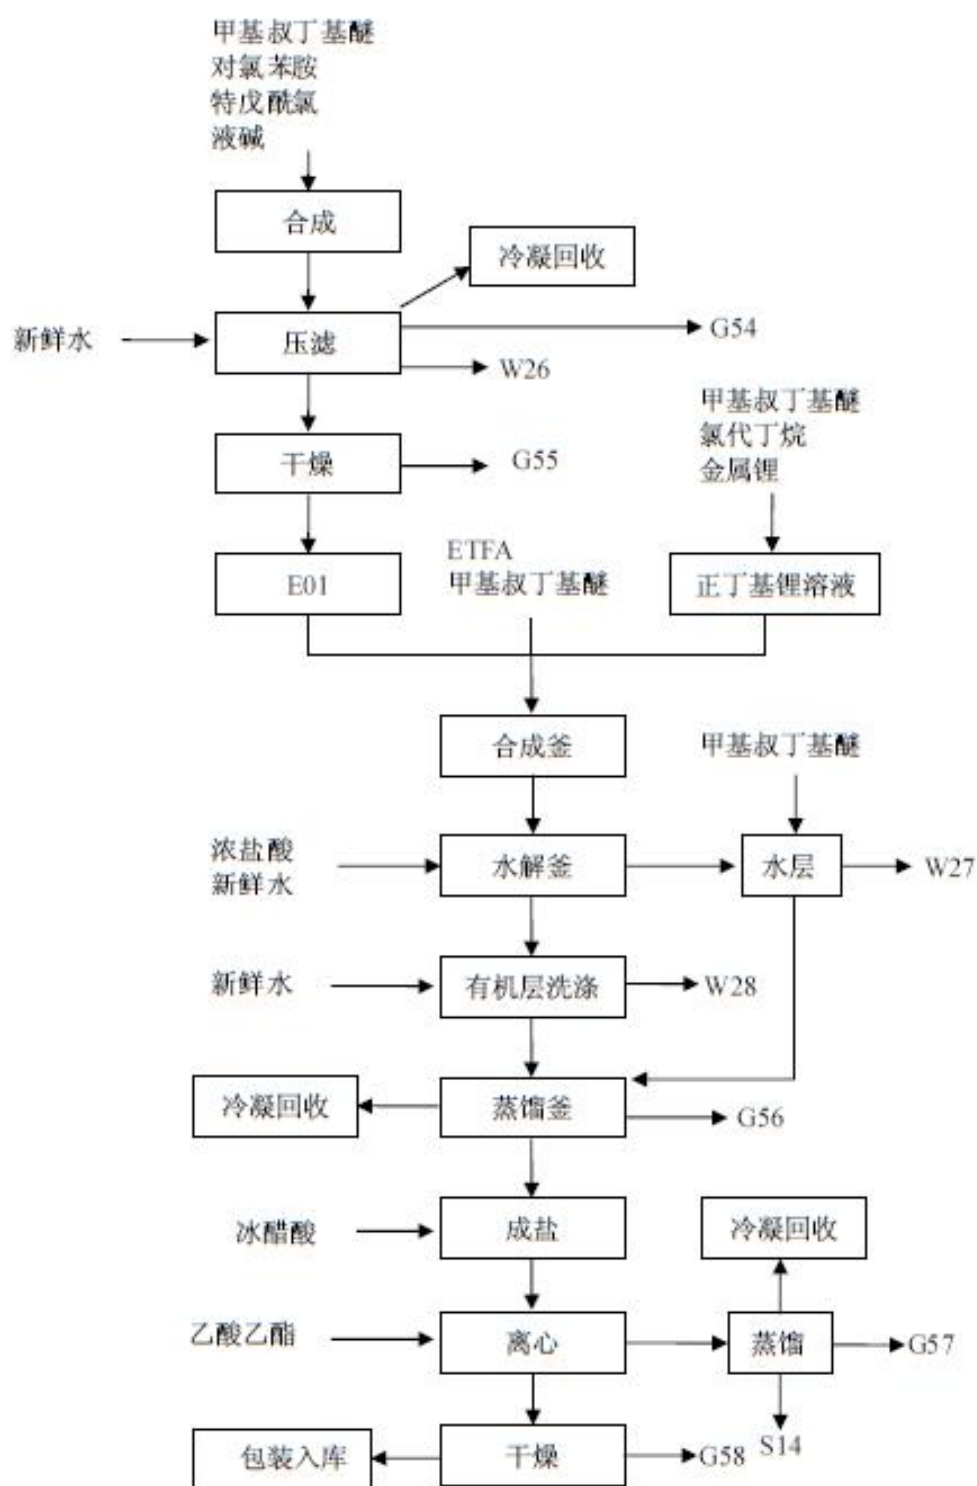 甲基叔丁基醚
对氯苯胺
特戊酰氯
液碱
合成
冷凝回收
新鲜水
压滤
G54
W26
甲基叔丁基醚
氯代丁烷
金属锂
干燥
G55
ETFA
甲基叔丁基醚
E01
正丁基锂溶液
合成釜
甲基叔丁基醚
浓盐酸
新鲜水
水解釜
水层
W27
新鲜水
有机层洗涤
W28
冷凝回收
蒸馏釜
G56
冰醋酸
成盐
冷凝回收
乙酸乙酯
离心
蒸馏
G57
包装入库
干燥
G58
S14